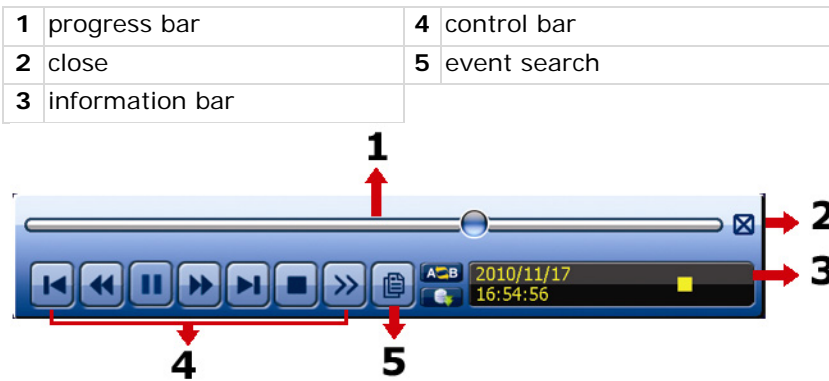 1 progress bar 4 control bar
2 close 5 event search
3 information bar
1
2
A B 2010/11/17
3
16:54:56
4 5